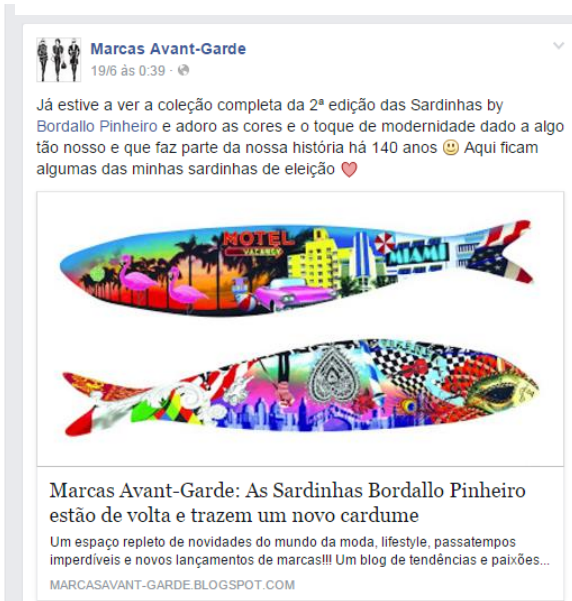 Marcas Avant-Garde
19/6 às 0:39 ·
Já estive a ver a coleção completa da 2ª edição das Sardinhas by
Bordallo Pinheiro e adoro as cores e o toque de modernidade dado a algo
tão nosso e que faz parte da nossa história há 140 anos 🙂 Aqui ficam
algumas das minhas sardinhas de eleição ❤
MOTEL
VACANCY
MIAMI
Marcas Avant-Garde: As Sardinhas Bordallo Pinheiro
estão de volta e trazem um novo cardume
Um espaço repleto de novidades do mundo da moda, lifestyle, passatempos
imperdíveis e novos lançamentos de marcas!!! Um blog de tendências e paixões...
MARCASAVANT-GARDE.BLOGSPOT.COM